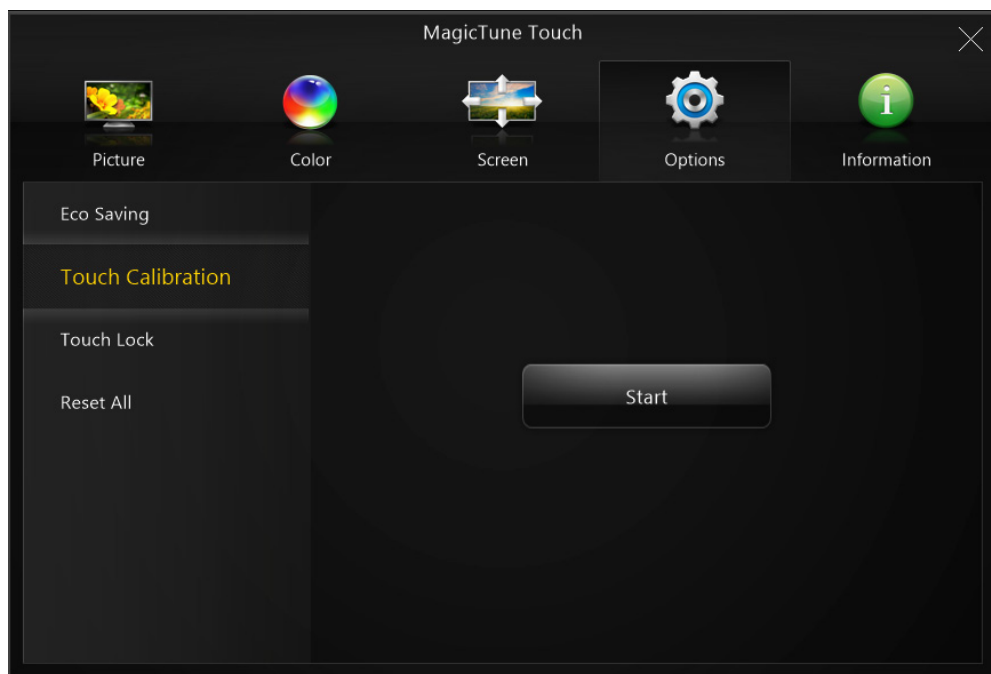 MagicTune Touch
Picture
Color
Screen
Options
i
Information
Eco Saving
Touch Calibration
Touch Lock
Reset All
Start